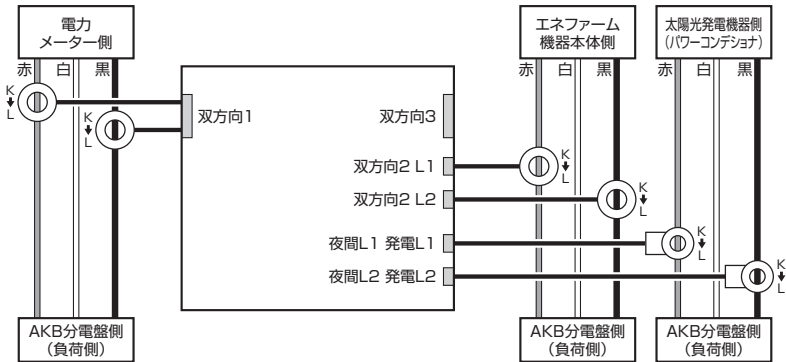 電力
メーター側
エネファーム
機器本体側
太陽光発電機器側
(パワーコンデショナ)
赤 白 黒
赤 白 黒
赤 白 黒
K
L
K
L
双方向1
双方向3
双方向2 L1
K
L
双方向2 L2
K
L
夜間L1 発電L1
K
L
夜間L2 発電L2
K
L
AKB分電盤側
(負荷側)
AKB分電盤側
(負荷側)
AKB分電盤側
(負荷側)